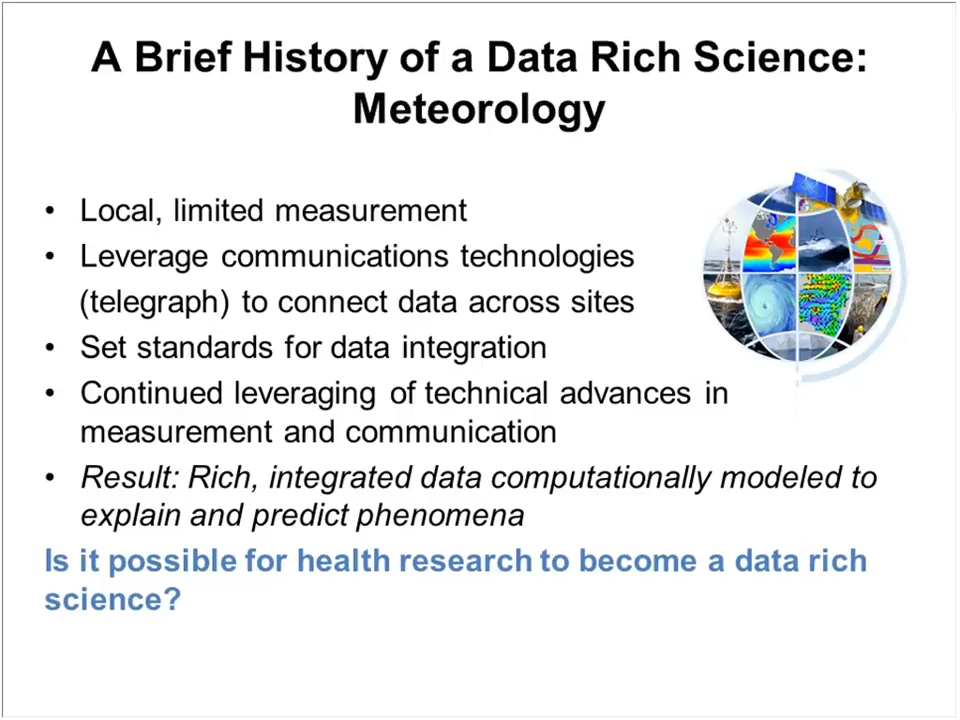 A Brief History of a Data Rich Science:
Meteorology
• Local, limited measurement
• Leverage communications technologies
(telegraph) to connect data across sites
• Set standards for data integration
• Continued leveraging of technical advances in
measurement and communication
• Result: Rich, integrated data computationally modeled to
explain and predict phenomena
Is it possible for health research to become a data rich
science?